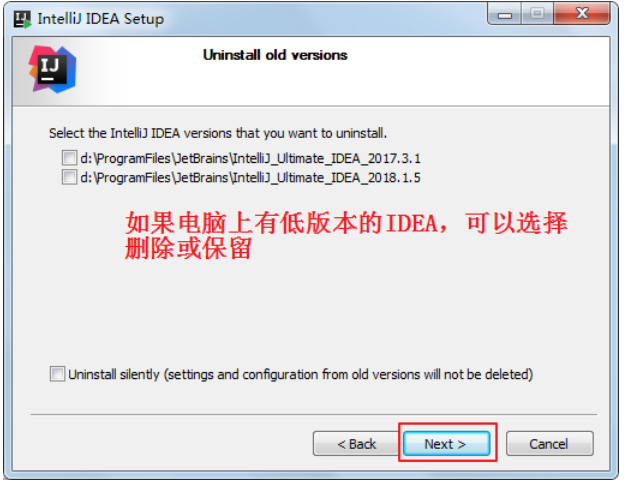 IntelliJ IDEA Setup
Uninstall old versions
IJ
Select the IntelliJ IDEA versions that you want to uninstall.
d:\ProgramFiles\JetBrains\IntelliJ_Ultimate_IDEA_2017.3.1
d:\ProgramFiles\JetBrains\IntelliJ_Ultimate_IDEA_2018.1.5
如果电脑上有低版本的IDEA，可以选择
删除或保留
Uninstall silently (settings and configuration from old versions will not be deleted)
< Back Next > Cancel